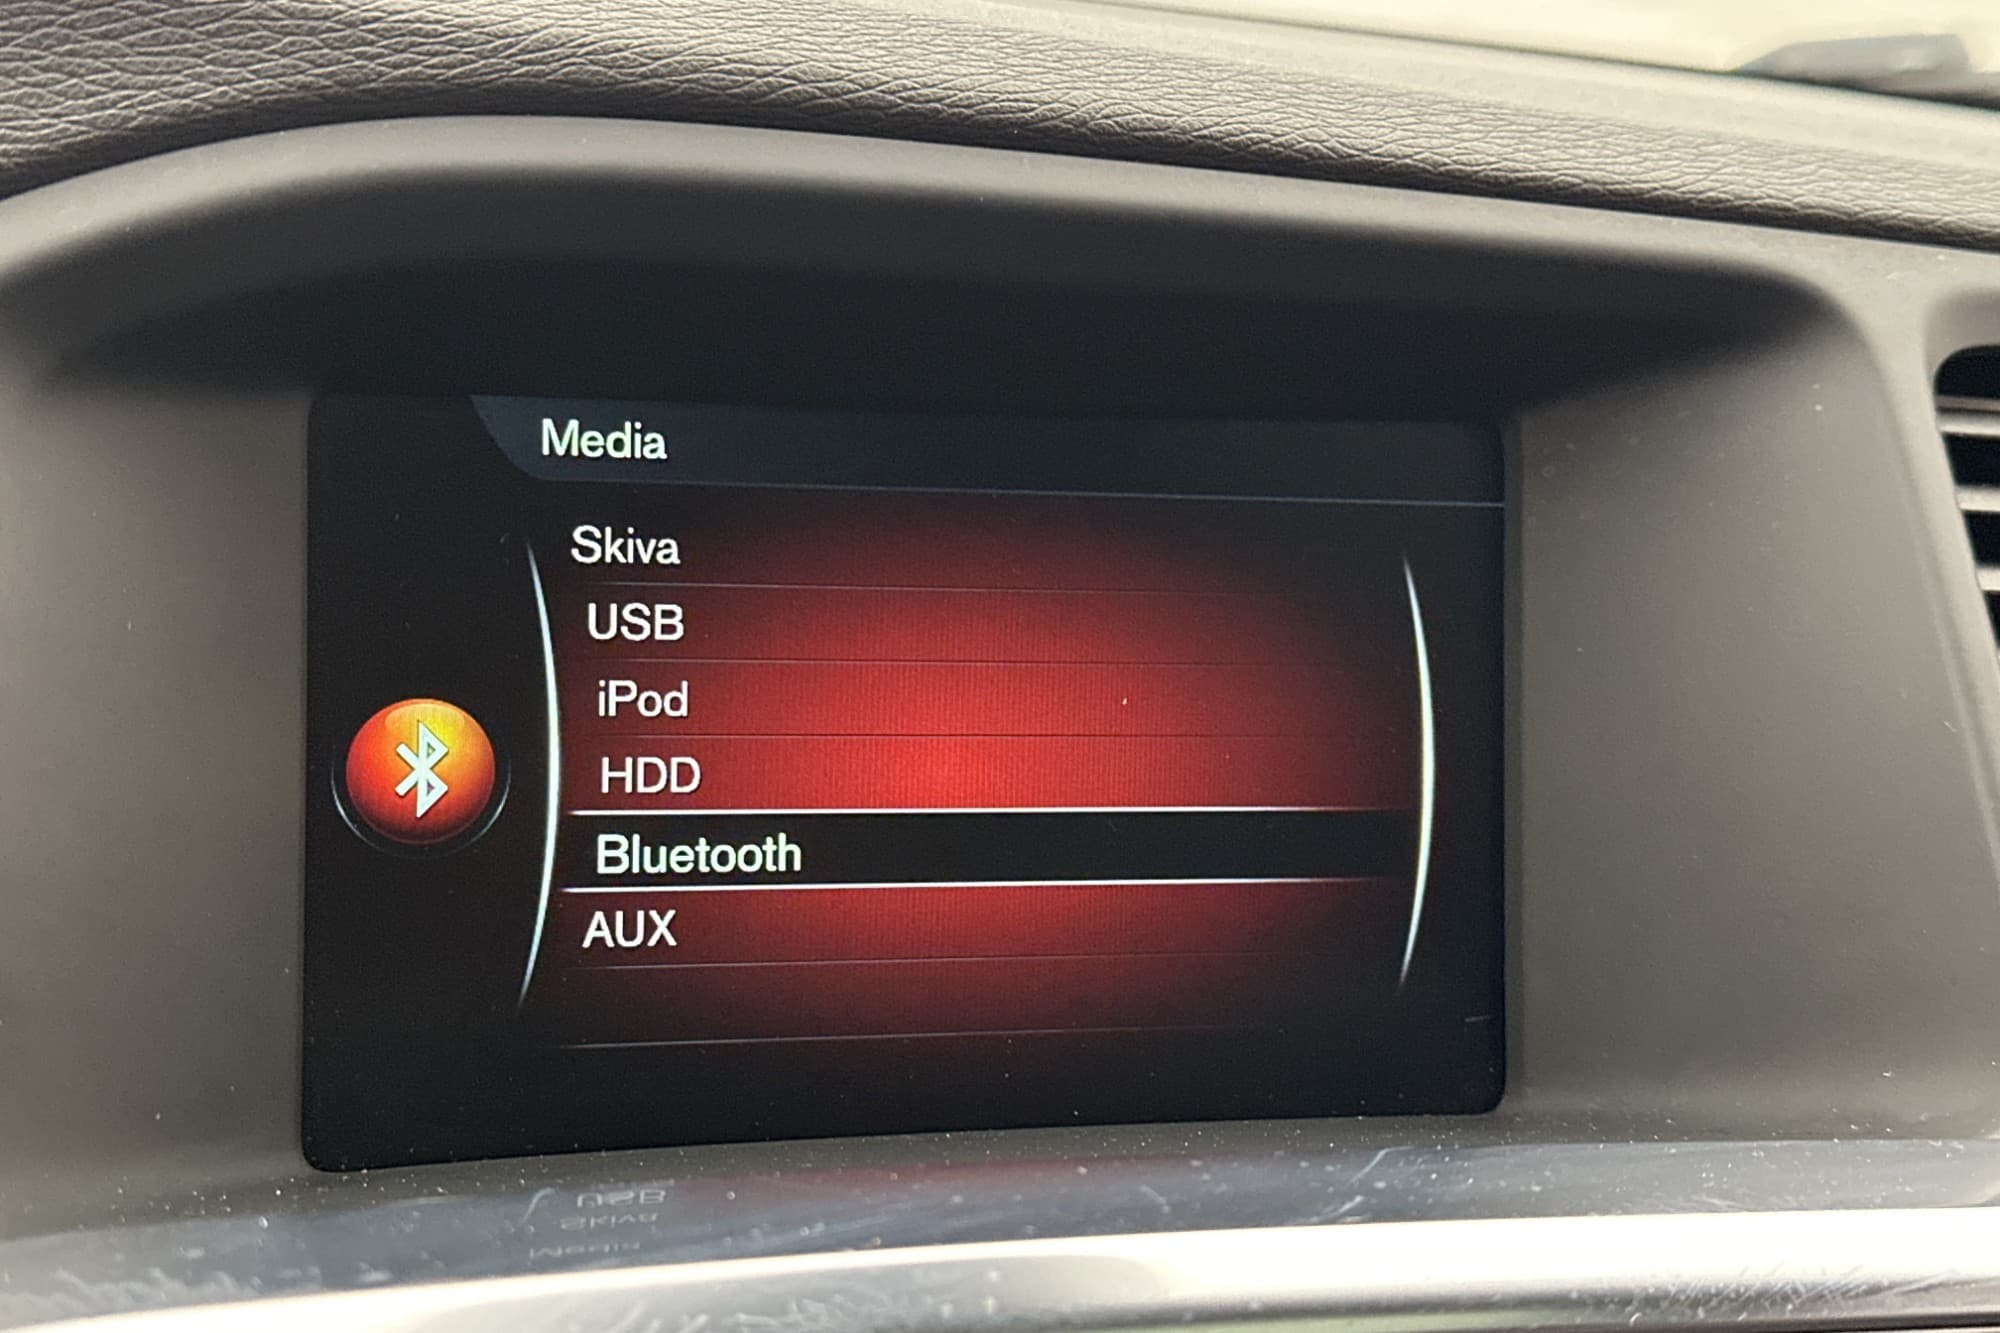 Media
Skiva
USB
iPod
HDD
Bluetooth
AUX